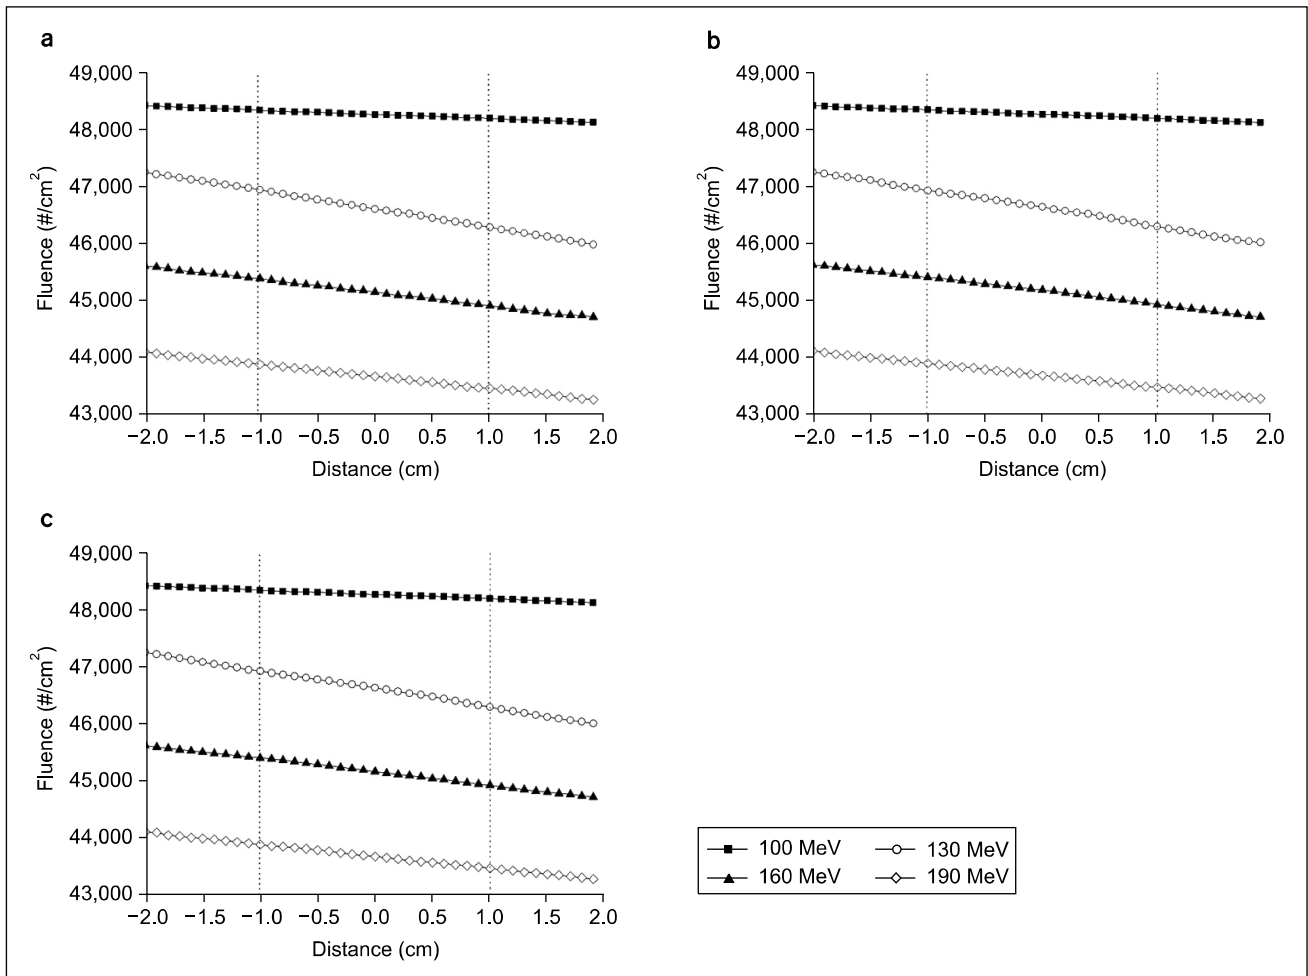 a
49,000
48,000
47,000
46,000
45,000
44,000
43,000
Fluence (#/cm²)
−2.0 −1.5 −1.0 −0.5 0.0 0.5 1.0 1.5 2.0
Distance (cm)
b
49,000
48,000
47,000
46,000
45,000
44,000
43,000
Fluence (#/cm²)
−2.0 −1.5 −1.0 −0.5 0.0 0.5 1.0 1.5 2.0
Distance (cm)
c
49,000
48,000
47,000
46,000
45,000
44,000
43,000
Fluence (#/cm²)
−2.0 −1.5 −1.0 −0.5 0.0 0.5 1.0 1.5 2.0
Distance (cm)
100 MeV 130 MeV
160 MeV 190 MeV